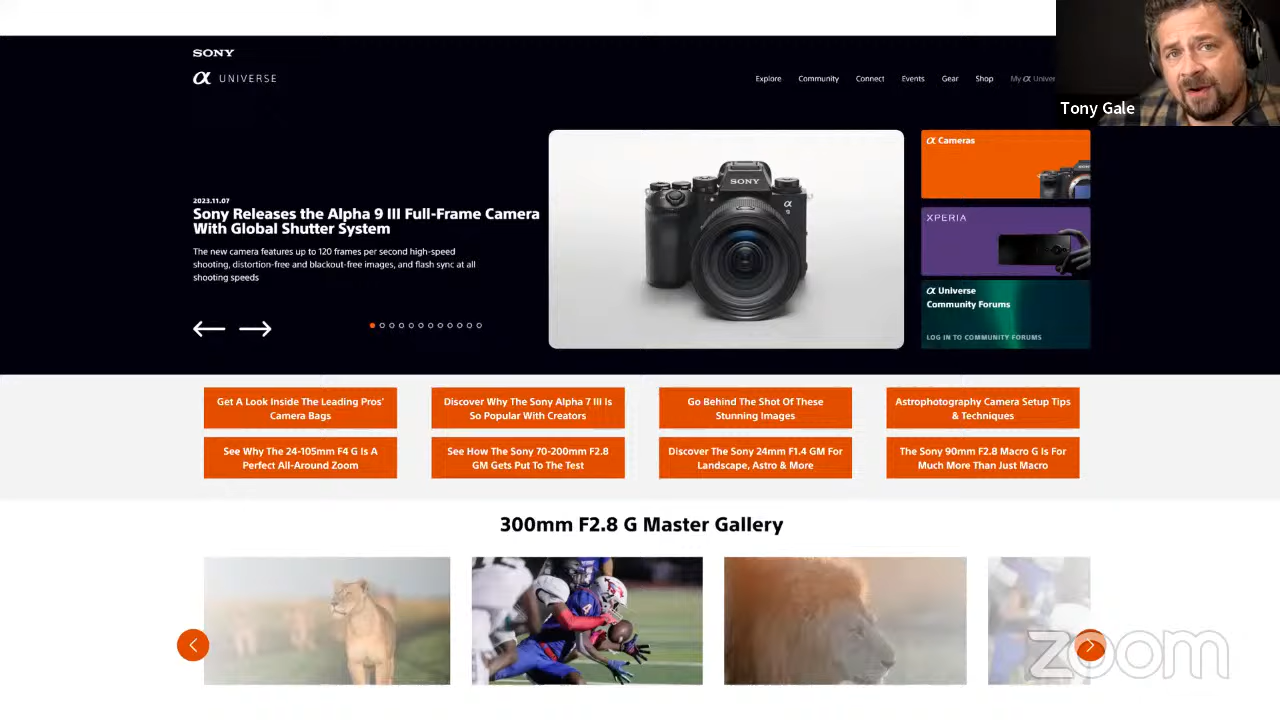 SONY
α UNIVERSE
Explore Community Connect Events Gear Shop My α Univer
Tony Gale
2023.11.07
Sony Releases the Alpha 9 III Full-Frame Camera
With Global Shutter System
The new camera features up to 120 frames per second high-speed
shooting, distortion-free and blackout-free images, and flash sync at all
shooting speeds
SONY
α
9
α Cameras
XPERIA
α Universe
Community Forums
LOG IN TO COMMUNITY FORUMS
Get A Look Inside The Leading Pros'
Camera Bags
Discover Why The Sony Alpha 7 III Is
So Popular With Creators
Go Behind The Shot Of These
Stunning Images
Astrophotography Camera Setup Tips
& Techniques
See Why The 24-105mm F4 G Is A
Perfect All-Around Zoom
See How The Sony 70-200mm F2.8
GM Gets Put To The Test
Discover The Sony 24mm F1.4 GM For
Landscape, Astro & More
The Sony 90mm F2.8 Macro G Is For
Much More Than Just Macro
300mm F2.8 G Master Gallery
4
zoom